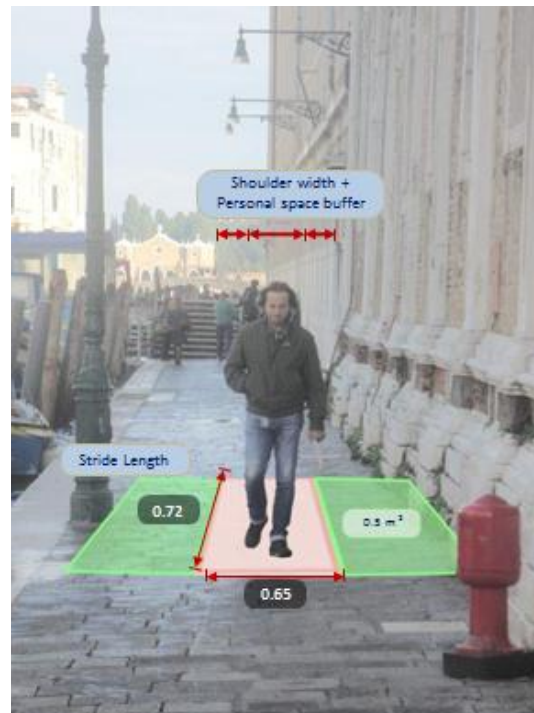 Shoulder width +
Personal space buffer
Stride Length
0.72
0.5 m²
0.65